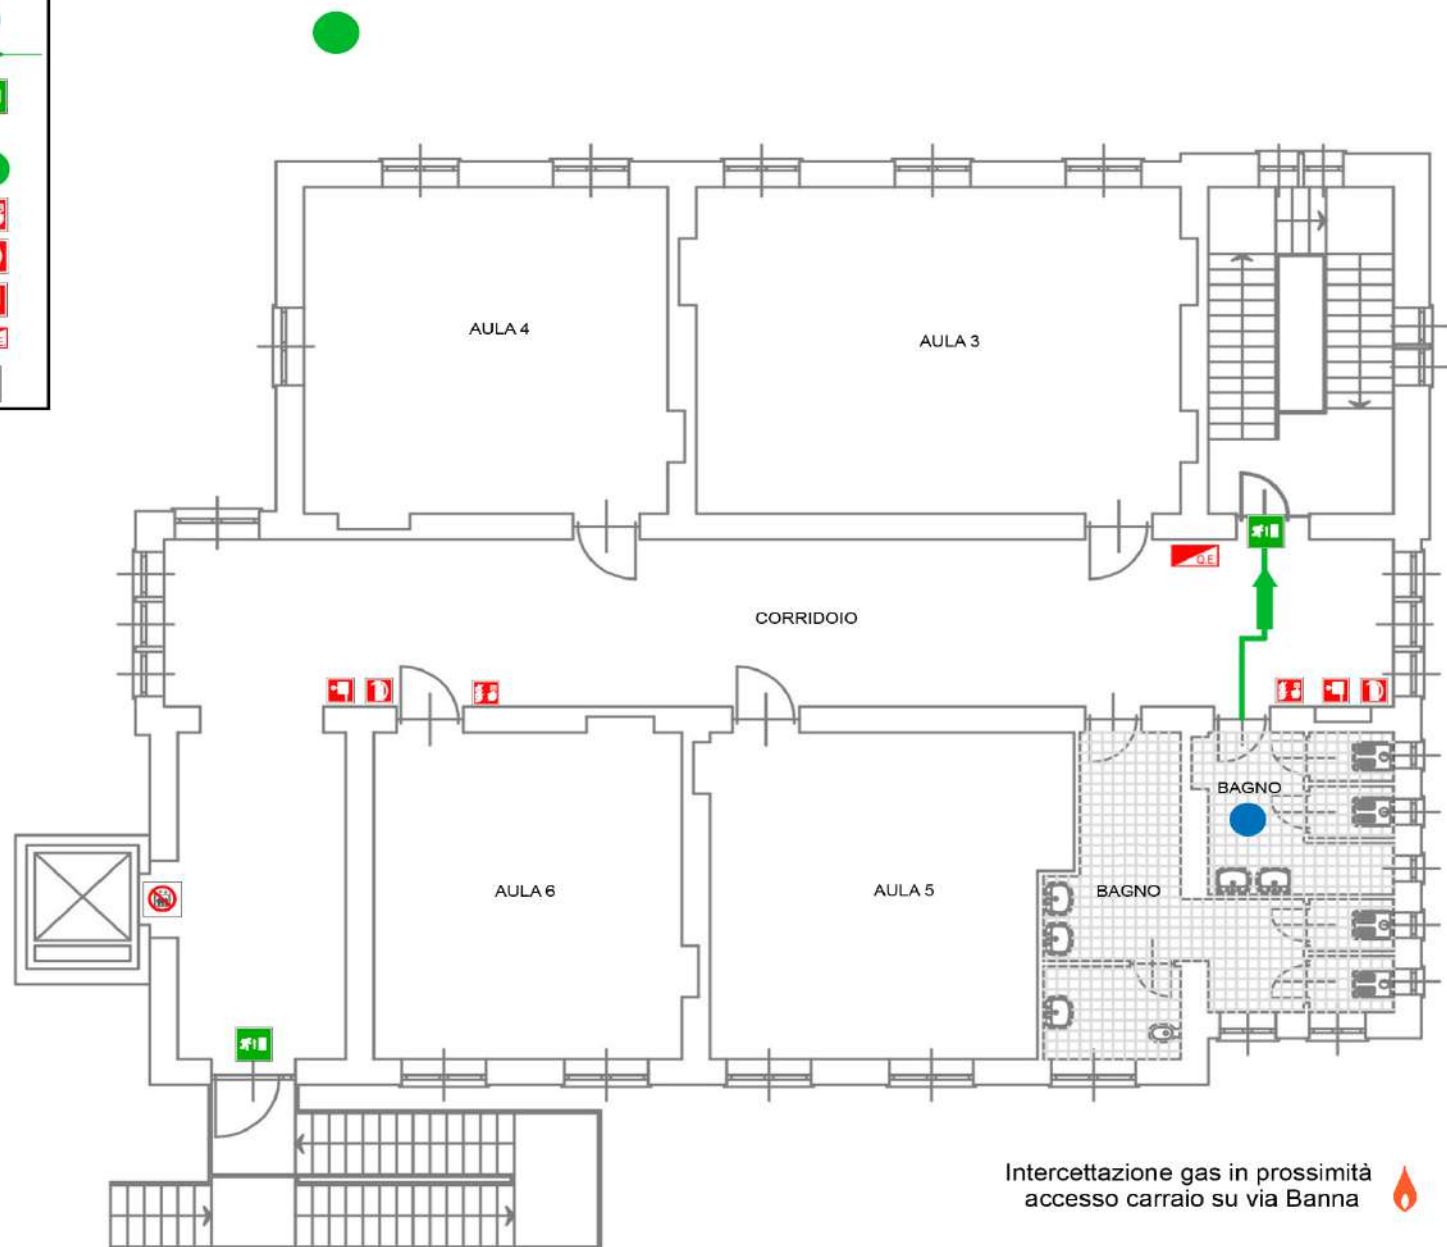 AULA 4
AULA 3
Q.E.
CORRIDOIO
BAGNO
AULA 6
AULA 5
BAGNO
Intercettazione gas in prossimità
accesso carraio su via Banna